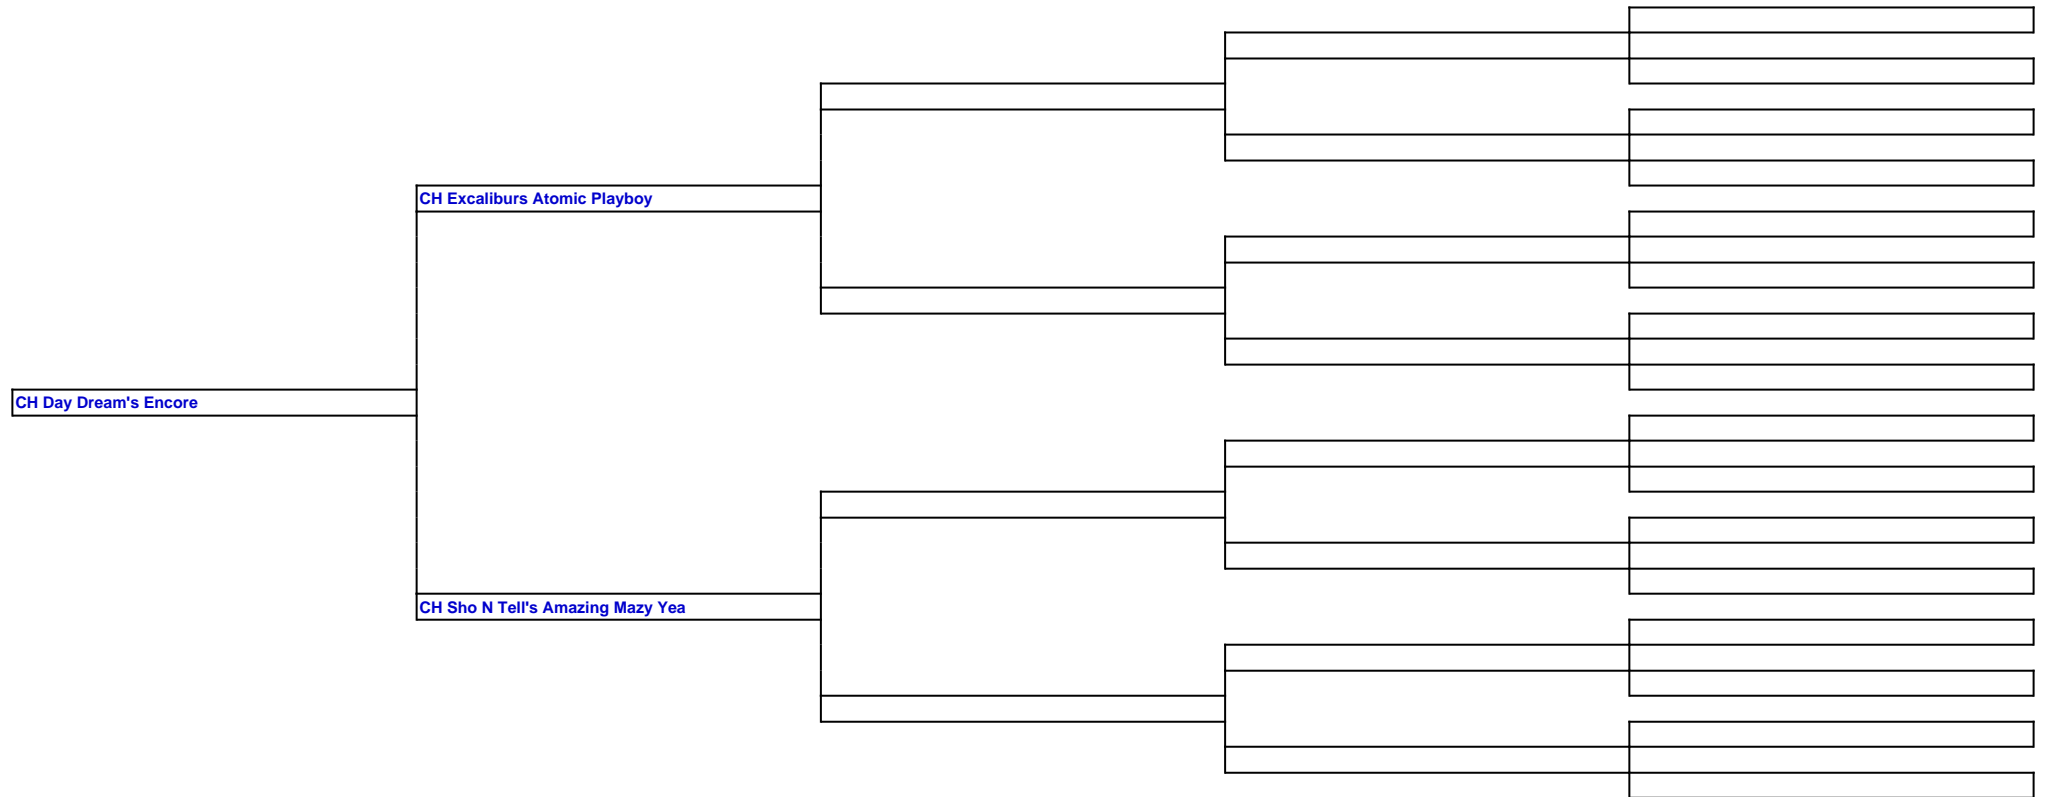 CH Excaliburs Atomic Playboy
CH Day Dream's Encore
CH Sho N Tell's Amazing Mazy Yea